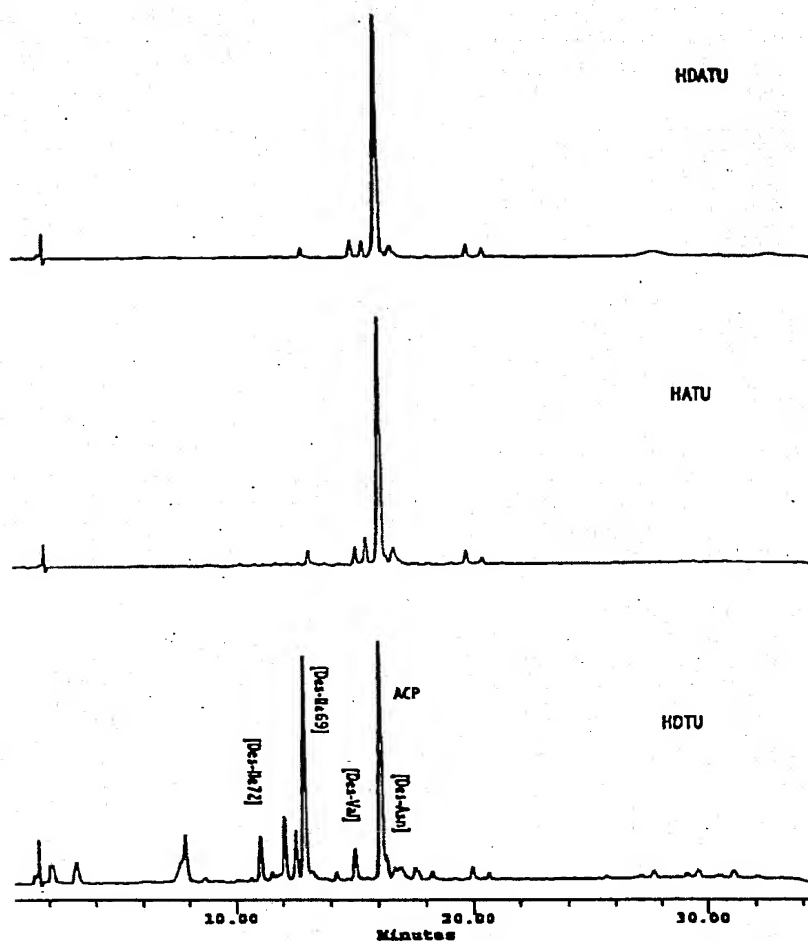 HDATU
HATU
[Des-Ile72]
[Des-Ile69]
[Des-Val]
ACP
[Des-Asn]
HDTU
10.00 20.00 30.00
Minutes